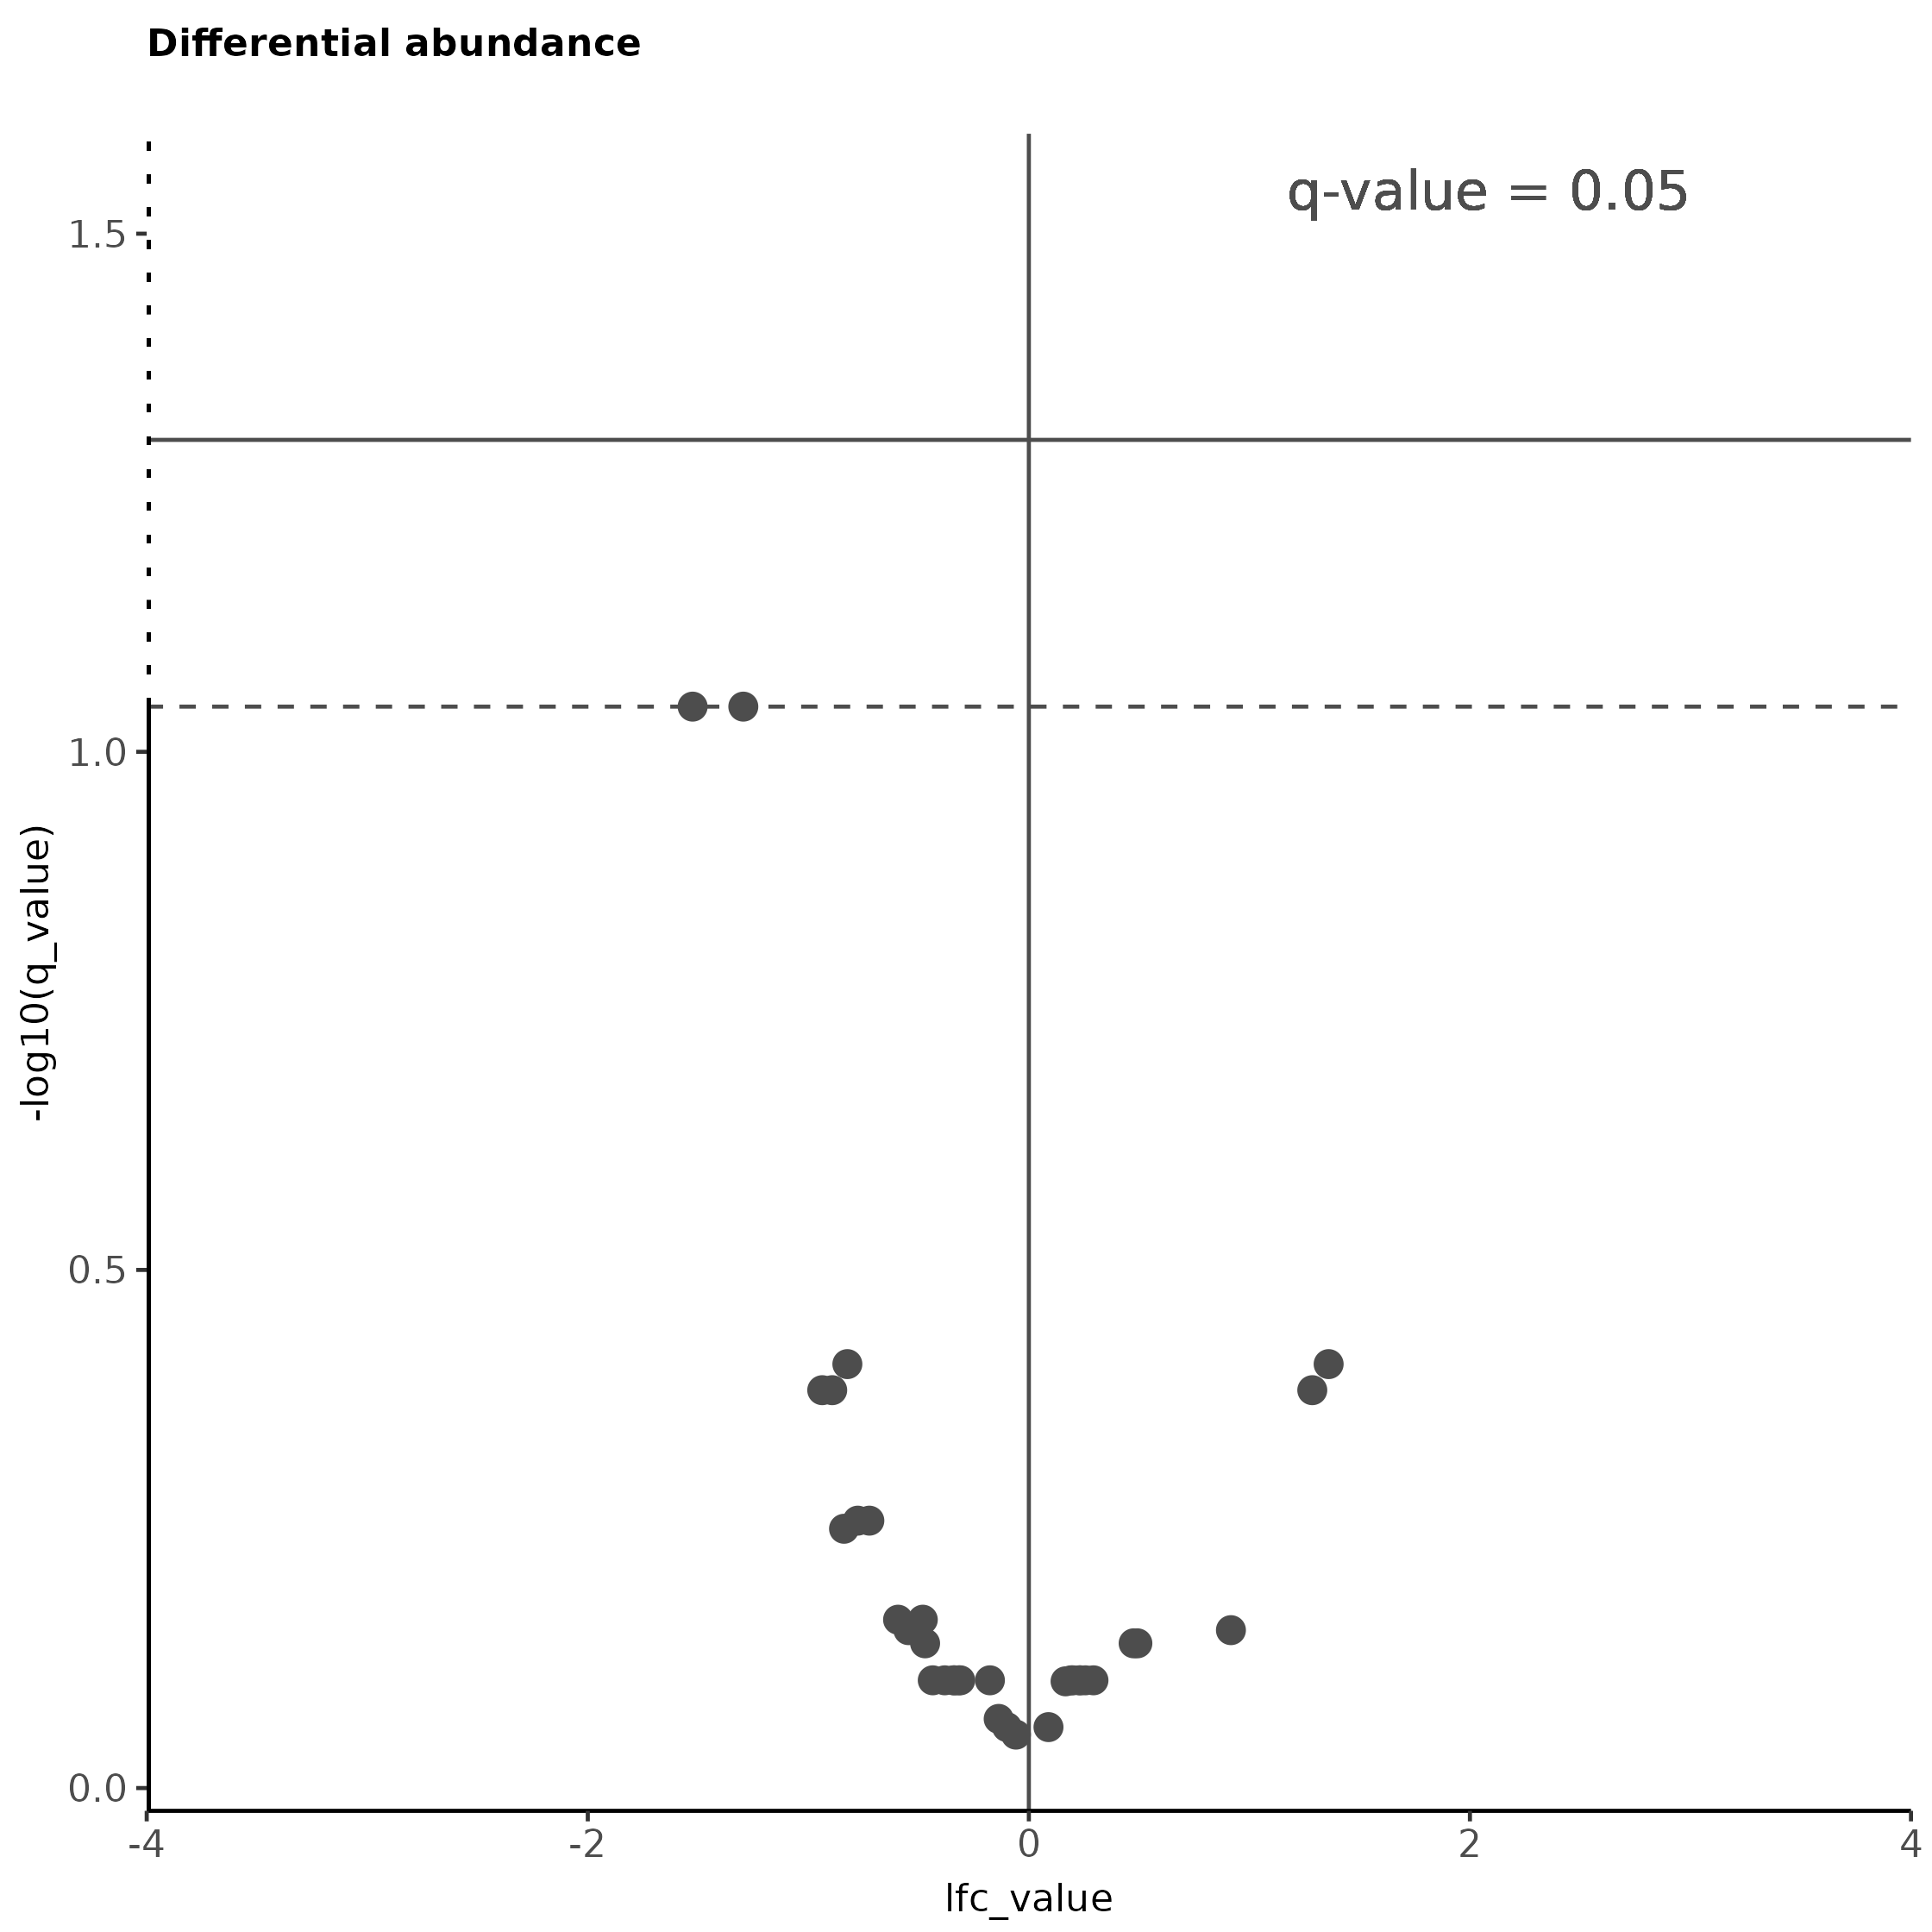 Differential abundance
q-value = 0.05
1.5
1.0
0.5
0.0
-log10(q_value)
-4 -2 0 2 4
lfc_value